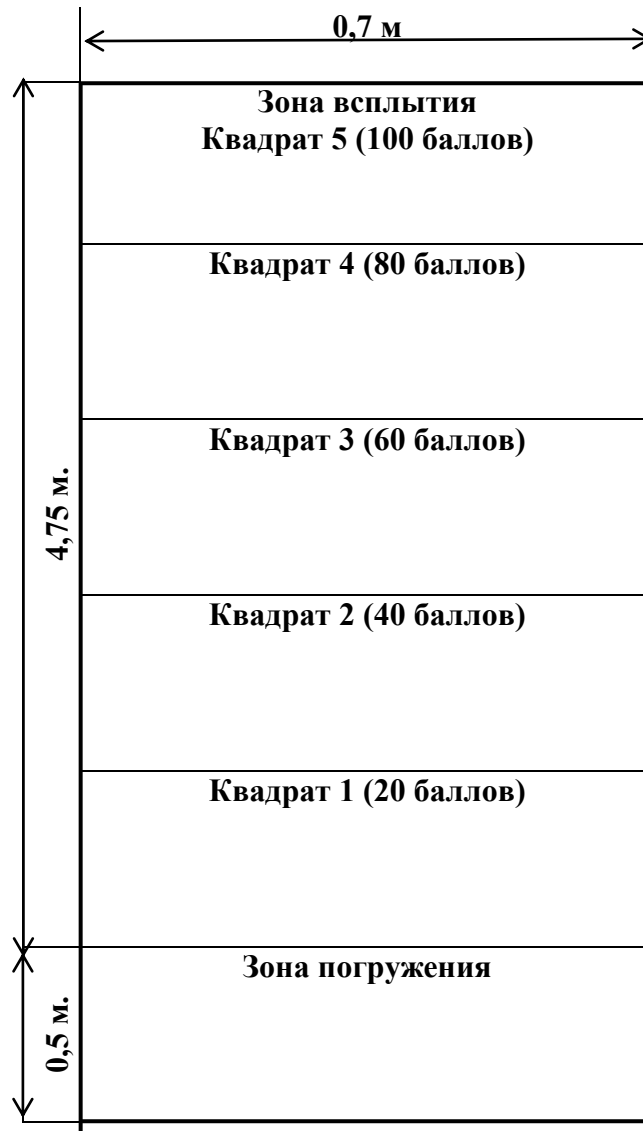 0,7 м
Зона всплытия
Квадрат 5 (100 баллов)
Квадрат 4 (80 баллов)
Квадрат 3 (60 баллов)
4,75 м.
Квадрат 2 (40 баллов)
Квадрат 1 (20 баллов)
Зона погружения
0,5 м.